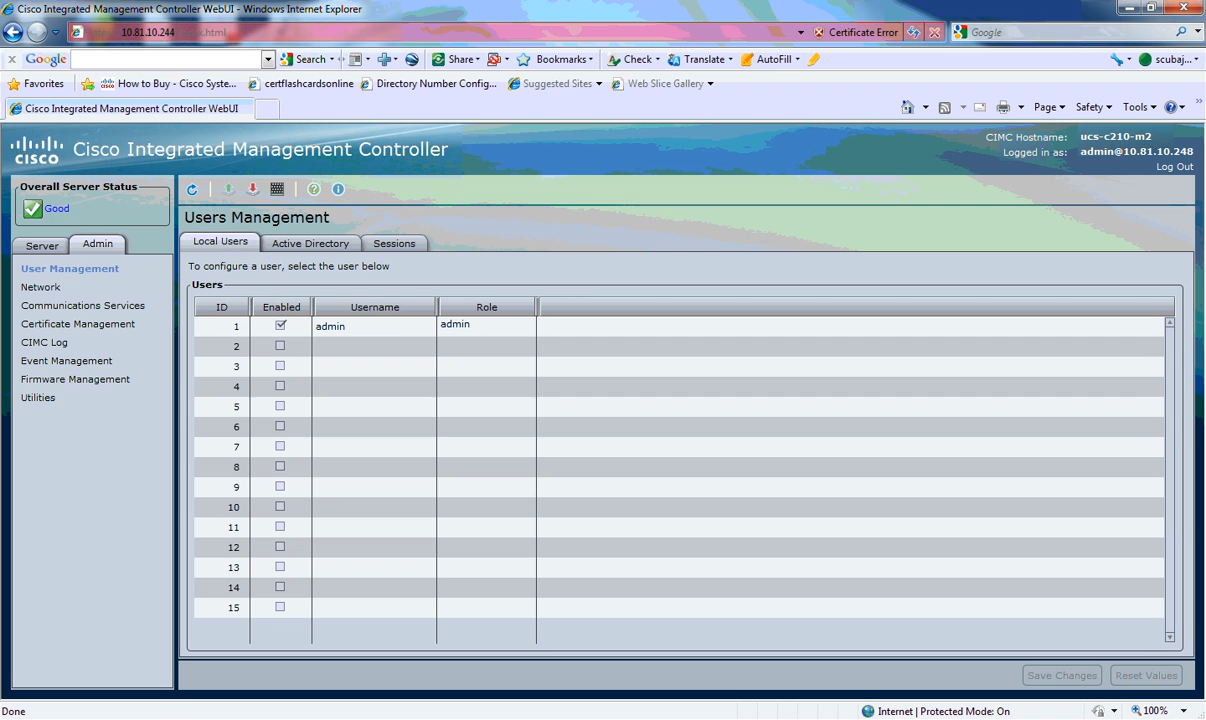 Cisco Integrated Management Controller WebUI - Windows Internet Explorer
10.81.10.244
Certificate Error
Google
Google
Search
Share
Bookmarks
Check
Translate
AutoFill
scubaj...
Favorites
How to Buy - Cisco Syste...
certflashcardsonline
Directory Number Config...
Suggested Sites
Web Slice Gallery
Cisco Integrated Management Controller WebUI
Page
Safety
Tools
CISCO
Cisco Integrated Management Controller
CIMC Hostname: ucs-c210-m2
Logged in as: admin@10.81.10.248
Log Out
Overall Server Status
Good
Server
Admin
User Management
Network
Communications Services
Certificate Management
CIMC Log
Event Management
Firmware Management
Utilities
Users Management
Local Users
Active Directory
Sessions
To configure a user, select the user below
Users
ID Enabled Username Role
1 admin admin
2
3
4
5
6
7
8
9
10
11
12
13
14
15
Save Changes
Reset Values
Done
Internet | Protected Mode: On
100%